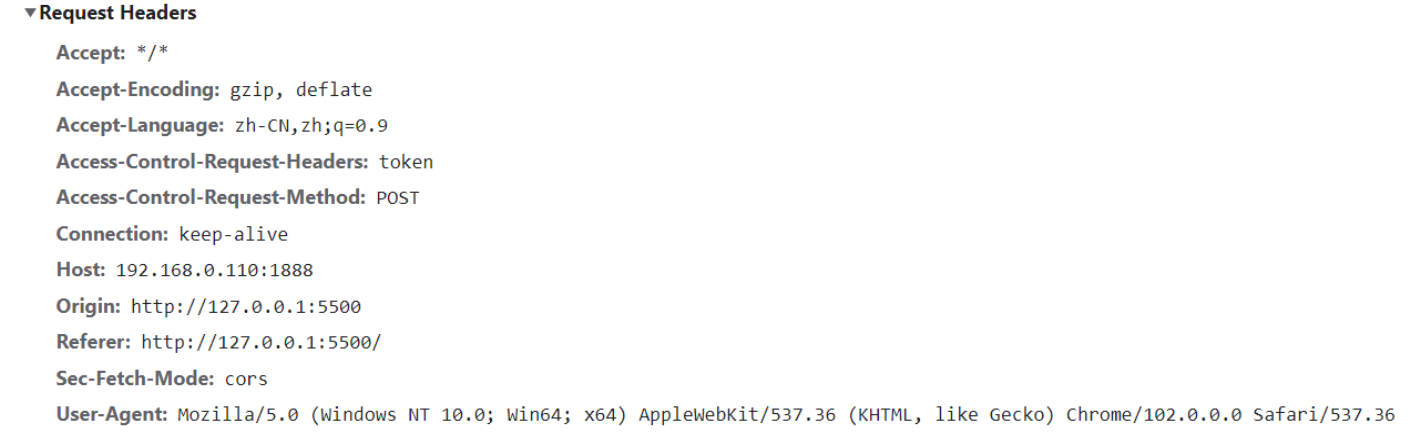 Request Headers
Accept: */*
Accept-Encoding: gzip, deflate
Accept-Language: zh-CN,zh;q=0.9
Access-Control-Request-Headers: token
Access-Control-Request-Method: POST
Connection: keep-alive
Host: 192.168.0.110:1888
Origin: http://127.0.0.1:5500
Referer: http://127.0.0.1:5500/
Sec-Fetch-Mode: cors
User-Agent: Mozilla/5.0 (Windows NT 10.0; Win64; x64) AppleWebKit/537.36 (KHTML, like Gecko) Chrome/102.0.0.0 Safari/537.36